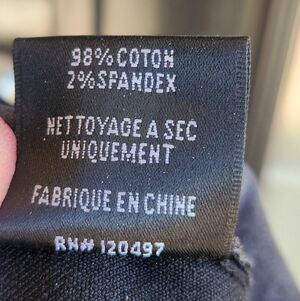 98% COTON
2% SPANDEX
NETTOYAGE A SEC
UNIQUEMENT
FABRIQUE EN CHINE
RN# 120497